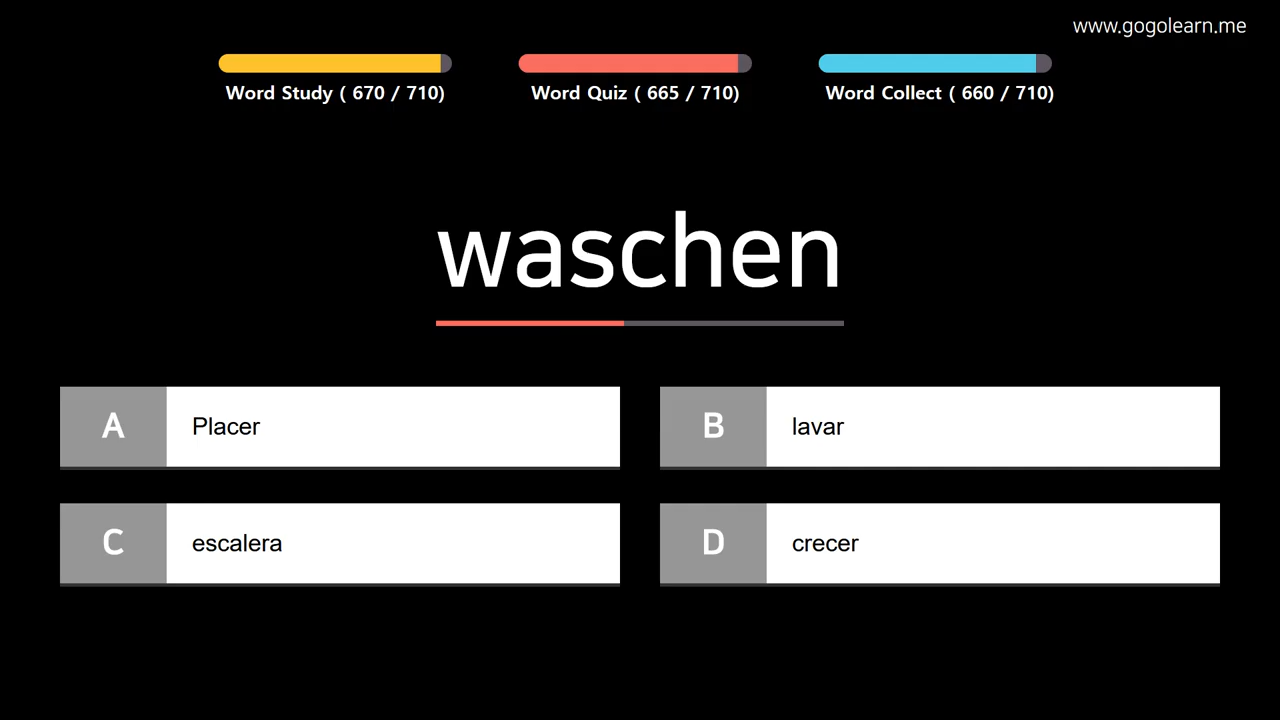 www.gogolearn.me
Word Study ( 670 / 710)
Word Quiz ( 665 / 710)
Word Collect ( 660 / 710)
waschen
A Placer
B lavar
C escalera
D crecer